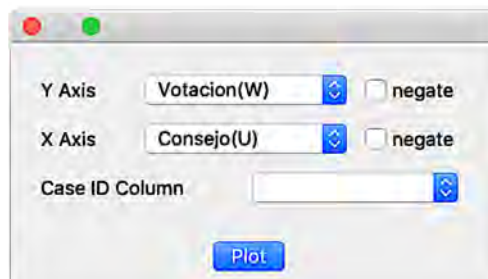 Y Axis Votacion(W) negate
X Axis Consejo(U) negate
Case ID Column
Plot